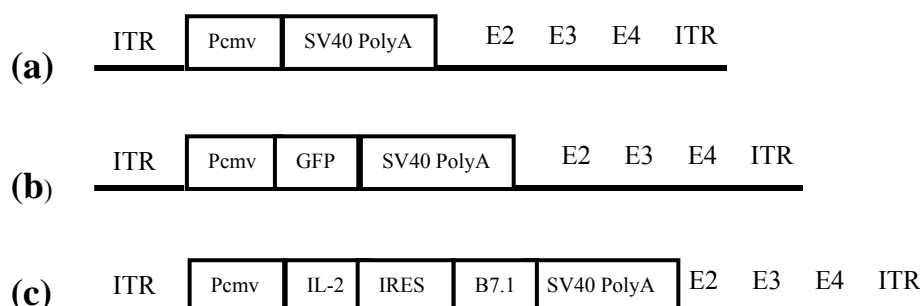 (a) ITR Pcmv SV40 PolyA E2 E3 E4 ITR
(b) ITR Pcmv GFP SV40 PolyA E2 E3 E4 ITR
(c) ITR Pcmv IL-2 IRES B7.1 SV40 PolyA E2 E3 E4 ITR